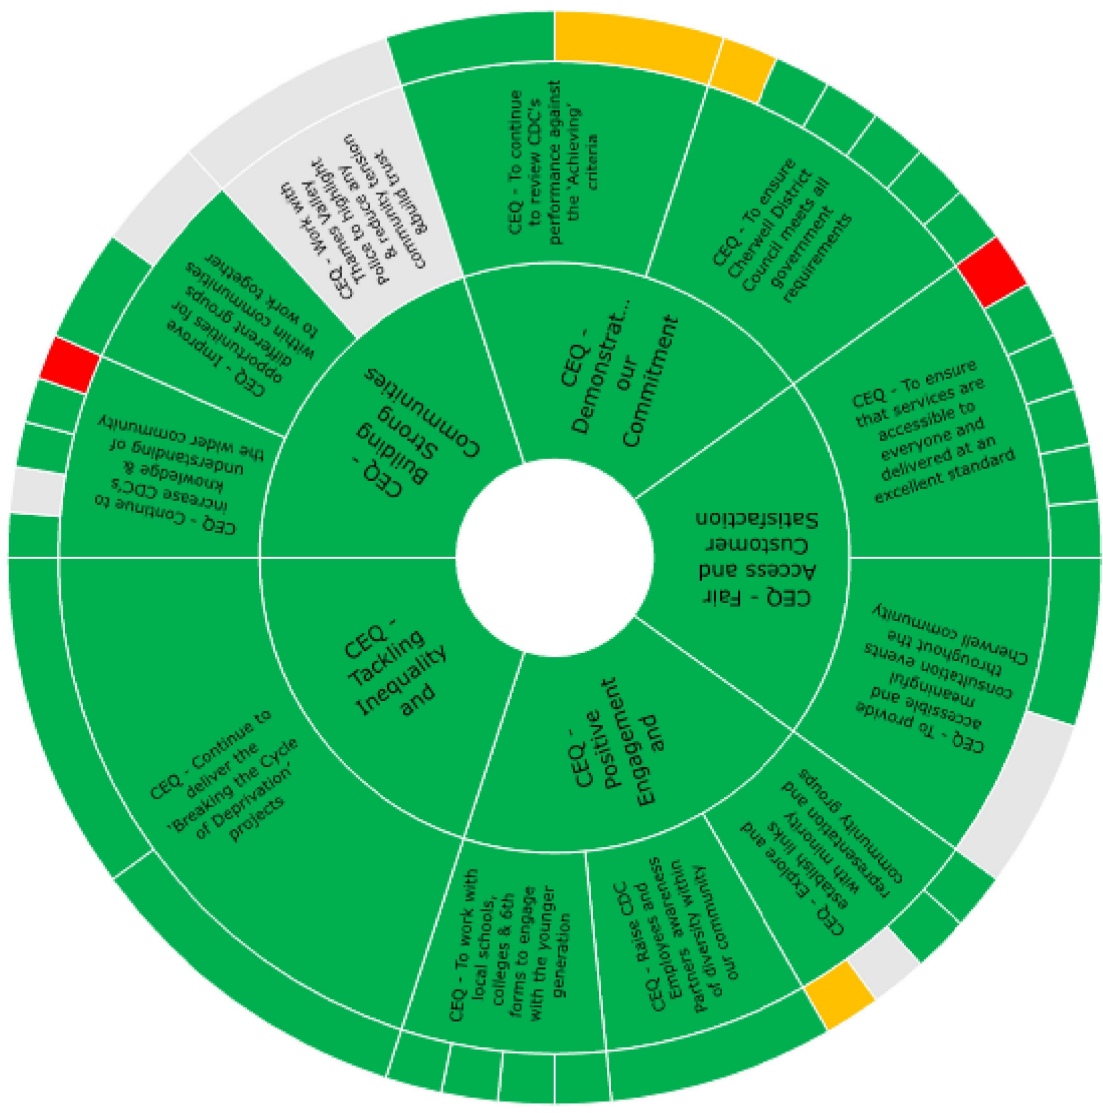 CEQ - To continue
to review CDC's
performance against
the ‘Achieving’
criteria
CEQ - To ensure
Cherwell District
Council meets all
government
requirements
CEQ - To ensure
that services are
accessible to
everyone and
delivered at an
excellent standard
CEQ - To provide
accessible and
meaningful
consultation events
throughout the
Cherwell community
CEQ - Explore and
establish links
with minority
representation and
community groups
CEQ - Raise CDC
Employees and
Partners awareness
of diversity within
our community
CEQ - To work with
local schools,
colleges & 6th
forms to engage
with the younger
generation
CEQ - Continue to
deliver the
‘Breaking the Cycle
of Deprivation’
projects
CEQ - Continue to
increase CDC's
knowledge &
understanding of
the wider community
CEQ - Improve
opportunities for
different groups
within communities
to work together
CEQ - Work with
Thames Valley
Police to highlight
& reduce any
community tension
&build trust
CEQ -
Demonstrat...
our
Commitment
CEQ - Fair
Access and
Customer
Satisfaction
CEQ -
Positive
Engagement
and
CEQ -
Tackling
Inequality
and
CEQ -
Building
Strong
Communities